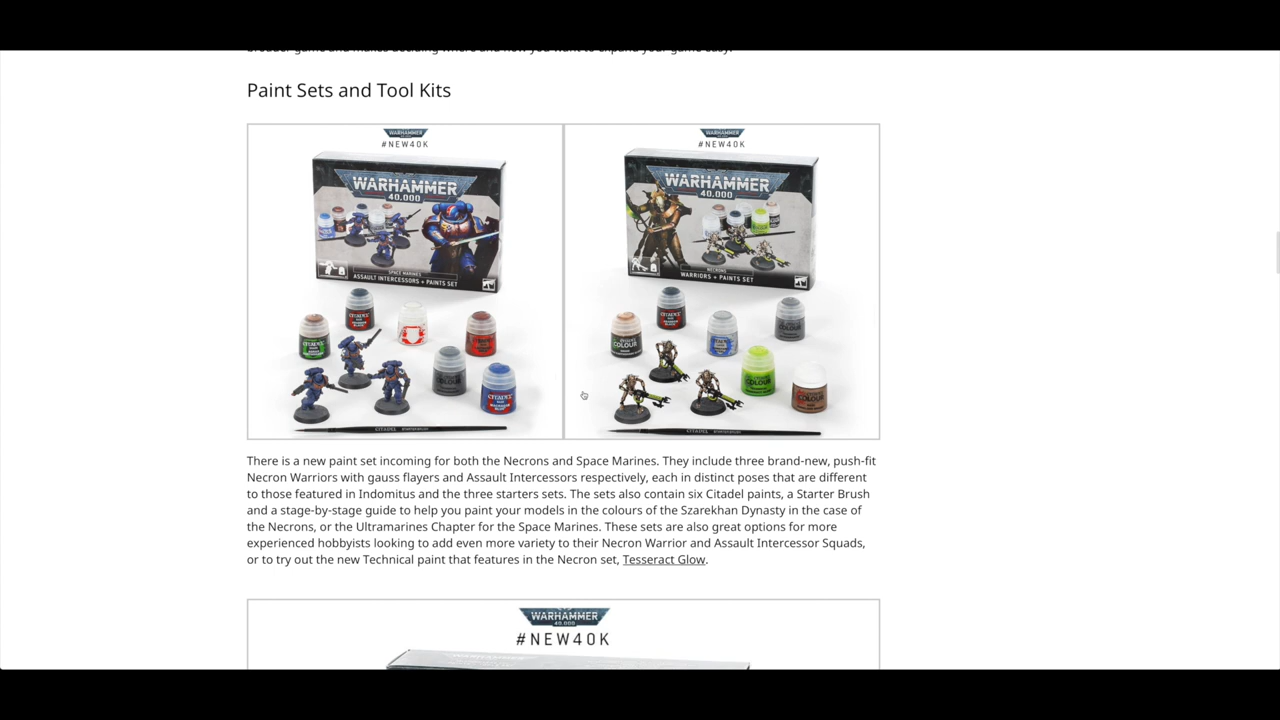 Paint Sets and Tool Kits
WARHAMMER
#NEW40K
WARHAMMER
40,000
SPACE MARINES
ASSAULT INTERCESSORS + PAINTS SET
CITADEL
WARHAMMER
#NEW40K
WARHAMMER
40,000
NECRONS
WARRIORS + PAINTS SET
COLOUR
CITADEL
There is a new paint set incoming for both the Necrons and Space Marines. They include three brand-new, push-fit
Necron Warriors with gauss flayers and Assault Intercessors respectively, each in distinct poses that are different
to those featured in Indomitus and the three starters sets. The sets also contain six Citadel paints, a Starter Brush
and a stage-by-stage guide to help you paint your models in the colours of the Szarekhan Dynasty in the case of
the Necrons, or the Ultramarines Chapter for the Space Marines. These sets are also great options for more
experienced hobbyists looking to add even more variety to their Necron Warrior and Assault Intercessor Squads,
or to try out the new Technical paint that features in the Necron set, Tesseract Glow.
WARHAMMER
40,000
#NEW40K